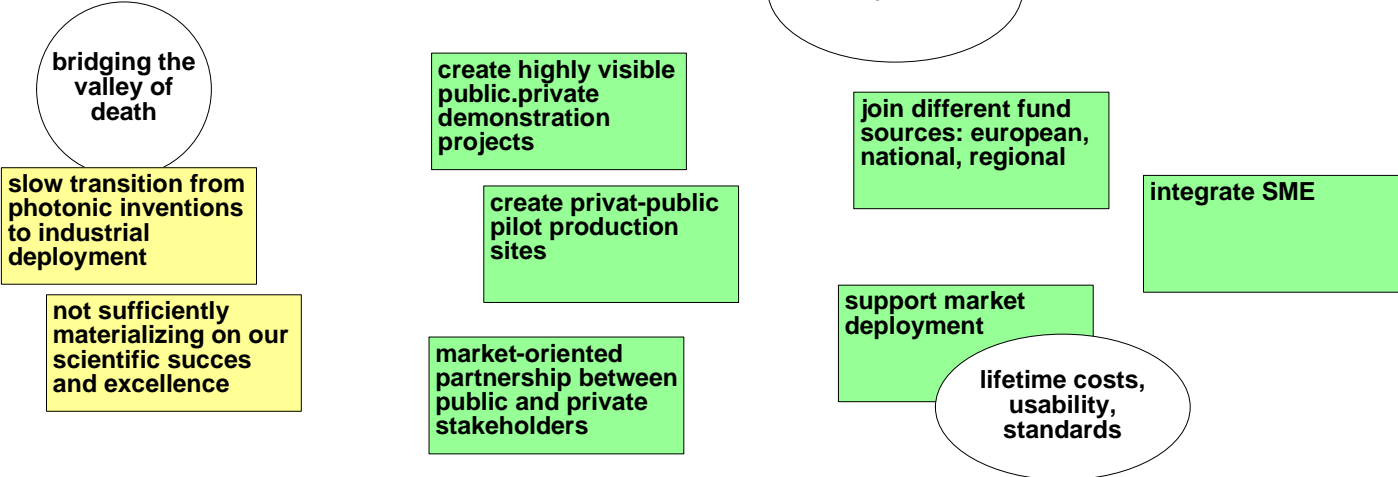 bridging the
valley of
death
slow transition from
photonic inventions
to industrial
deployment
not sufficiently
materializing on our
scientific succes
and excellence
create highly visible
public.private
demonstration
projects
create privat-public
pilot production
sites
market-oriented
partnership between
public and private
stakeholders
join different fund
sources: european,
national, regional
integrate SME
support market
deployment
lifetime costs,
usability,
standards